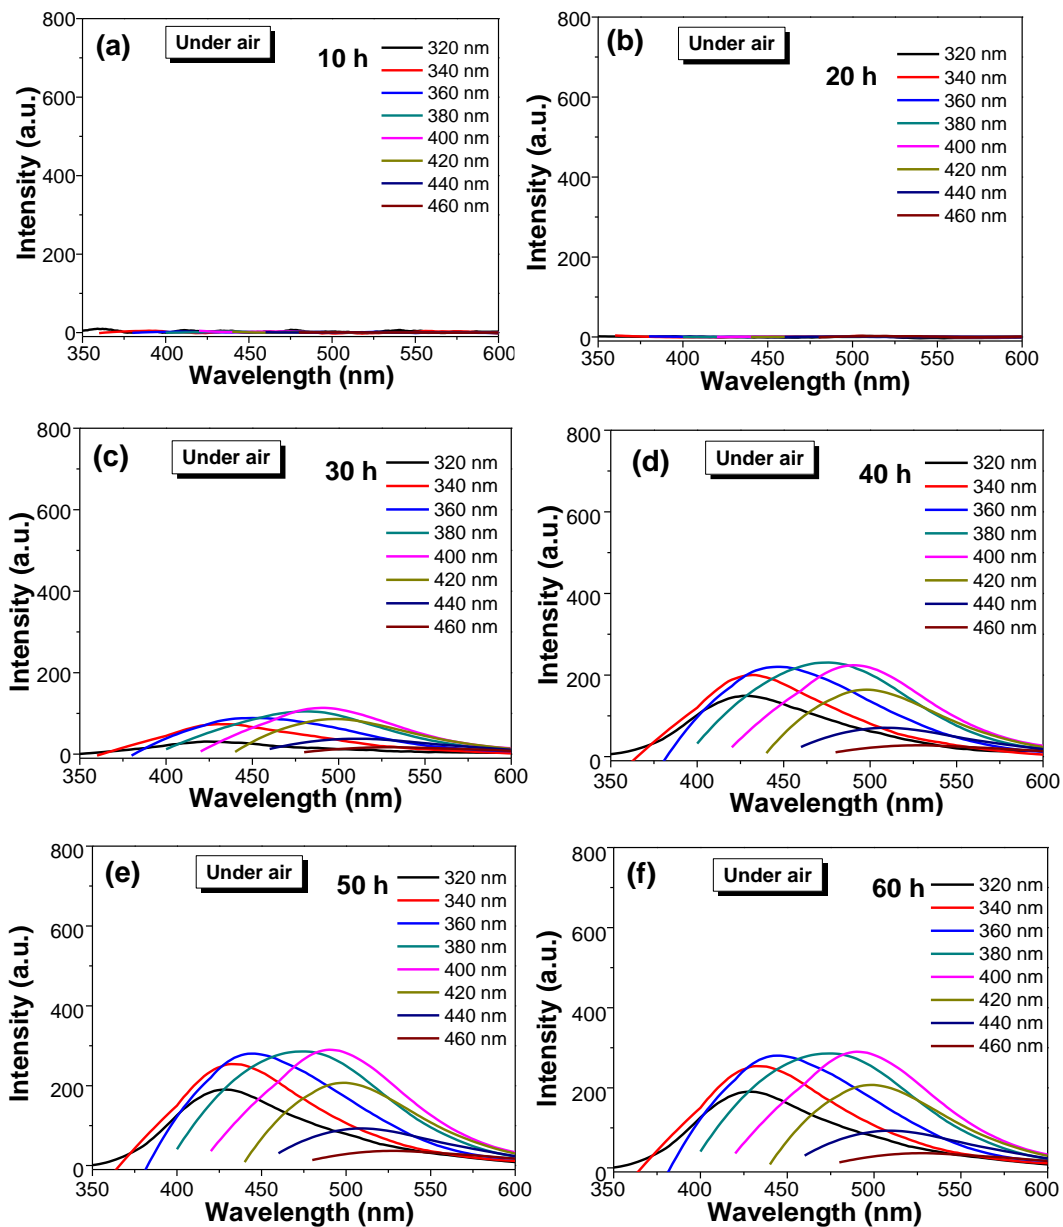 (a)
Under air
10 h
320 nm
340 nm
360 nm
380 nm
400 nm
420 nm
440 nm
460 nm
800
600
400
200
0
350 400 450 500 550 600
Intensity (a.u.)
Wavelength (nm)
(b)
Under air
20 h
320 nm
340 nm
360 nm
380 nm
400 nm
420 nm
440 nm
460 nm
800
600
400
200
0
350 400 450 500 550 600
Intensity (a.u.)
Wavelength (nm)
(c)
Under air
30 h
320 nm
340 nm
360 nm
380 nm
400 nm
420 nm
440 nm
460 nm
800
600
400
200
0
350 400 450 500 550 600
Intensity (a.u.)
Wavelength (nm)
(d)
Under air
40 h
320 nm
340 nm
360 nm
380 nm
400 nm
420 nm
440 nm
460 nm
800
600
400
200
0
350 400 450 500 550 600
Intensity (a.u.)
Wavelength (nm)
(e)
Under air
50 h
320 nm
340 nm
360 nm
380 nm
400 nm
420 nm
440 nm
460 nm
800
600
400
200
0
350 400 450 500 550 600
Intensity (a.u.)
Wavelength (nm)
(f)
Under air
60 h
320 nm
340 nm
360 nm
380 nm
400 nm
420 nm
440 nm
460 nm
800
600
400
200
0
350 400 450 500 550 600
Intensity (a.u.)
Wavelength (nm)